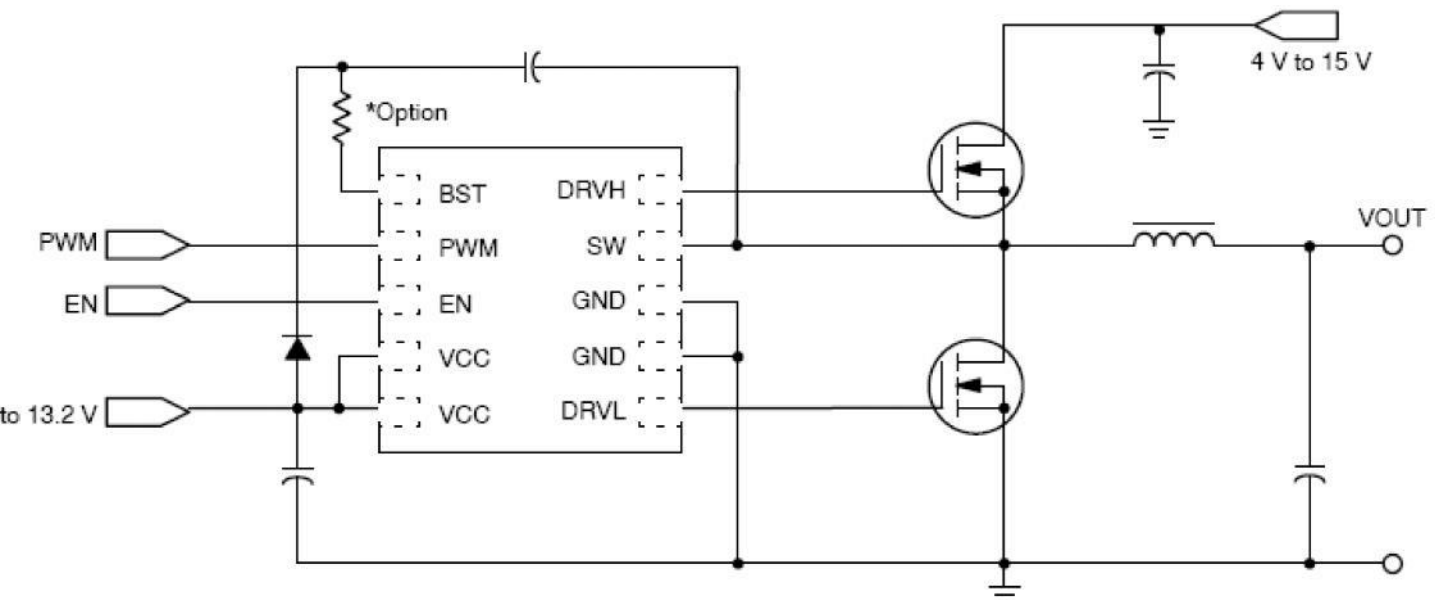 4 V to 15 V
*Option
BST
DRVH
VOUT
PWM
PWM
SW
EN
EN
GND
VCC
GND
to 13.2 V
VCC
DRVL